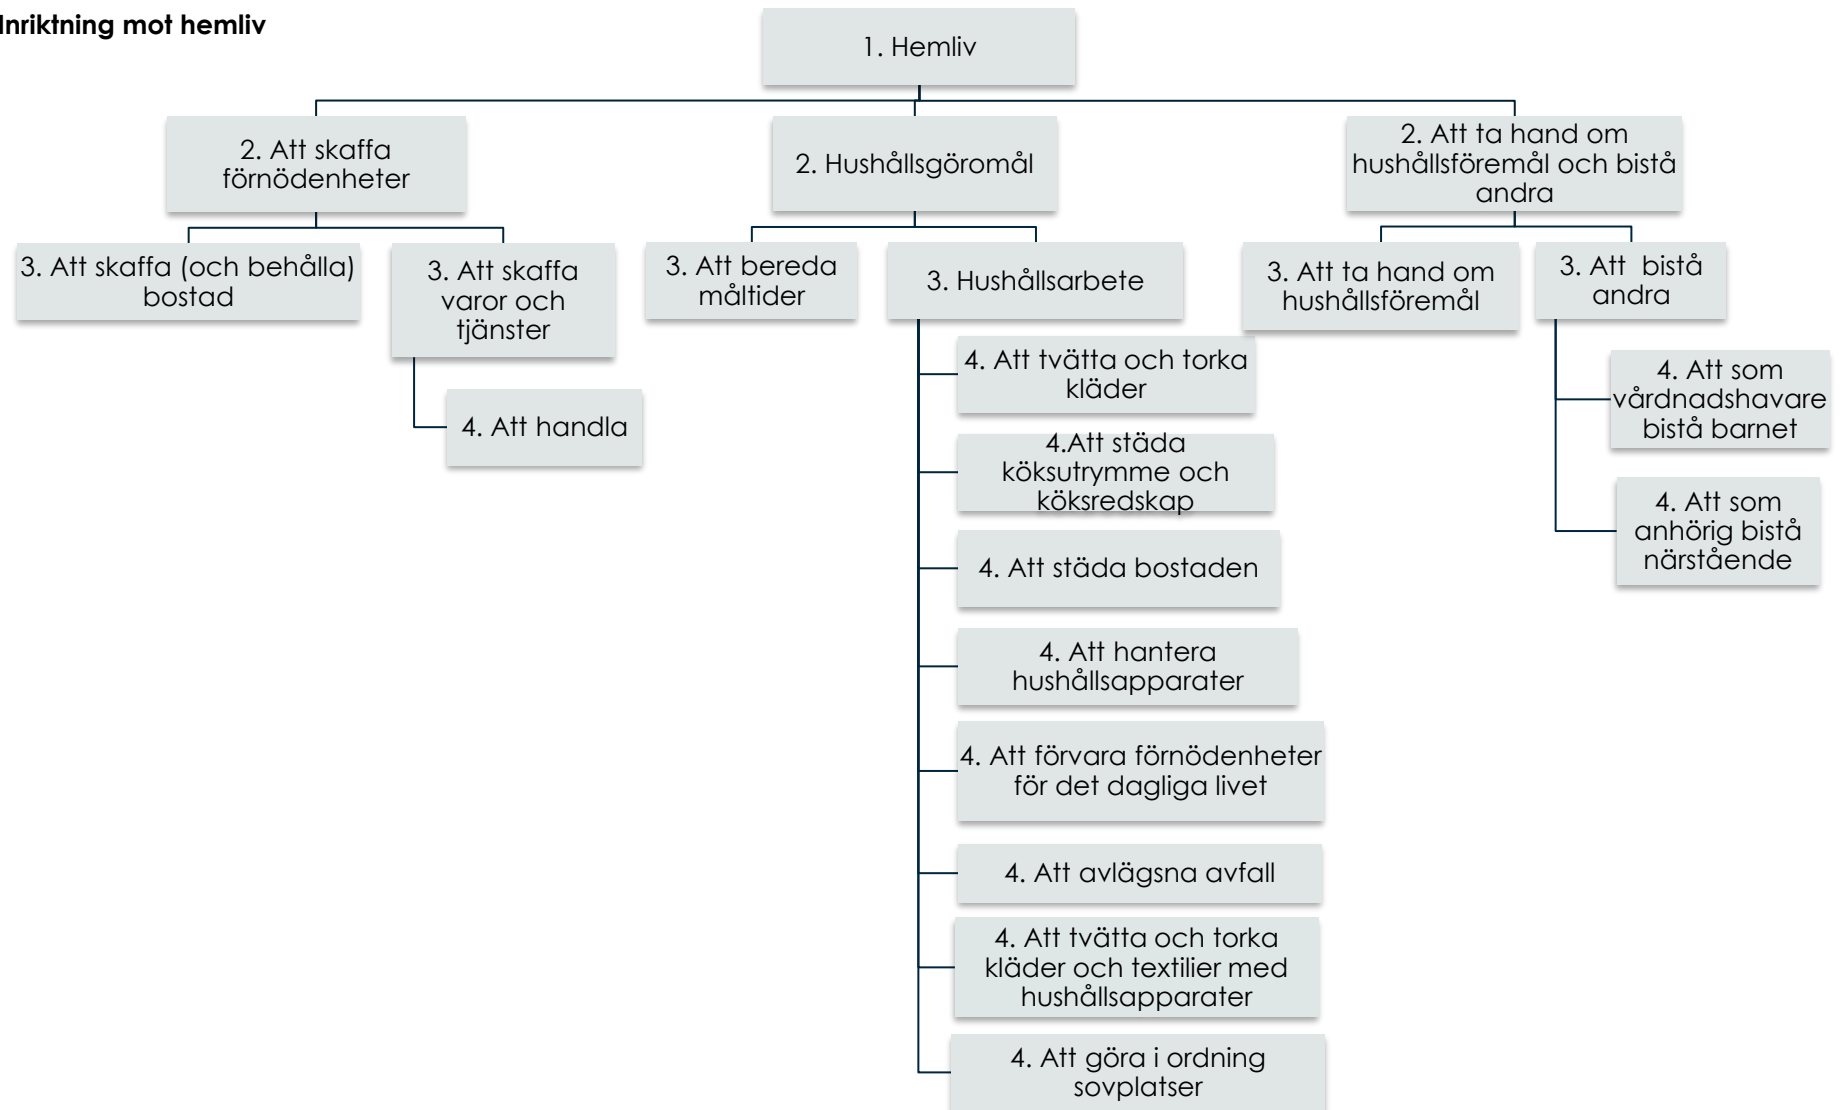 Inriktning mot hemliv
1. Hemliv
2. Att skaffa
förnödenheter
2. Hushållsgöromål
2. Att ta hand om
hushållsföremål och bistå
andra
3. Att skaffa (och behålla)
bostad
3. Att skaffa
varor och
tjänster
3. Att bereda
måltider
3. Hushållsarbete
3. Att ta hand om
hushållsföremål
3. Att  bistå
andra
4. Att handla
4. Att tvätta och torka
kläder
4.Att städa
köksutrymme och
köksredskap
4. Att städa bostaden
4. Att hantera
hushållsapparater
4. Att förvara förnödenheter
för det dagliga livet
4. Att avlägsna avfall
4. Att tvätta och torka
kläder och textilier med
hushållsapparater
4. Att göra i ordning
sovplatser
4. Att som
vårdnadshavare
bistå barnet
4. Att som
anhörig bistå
närstående